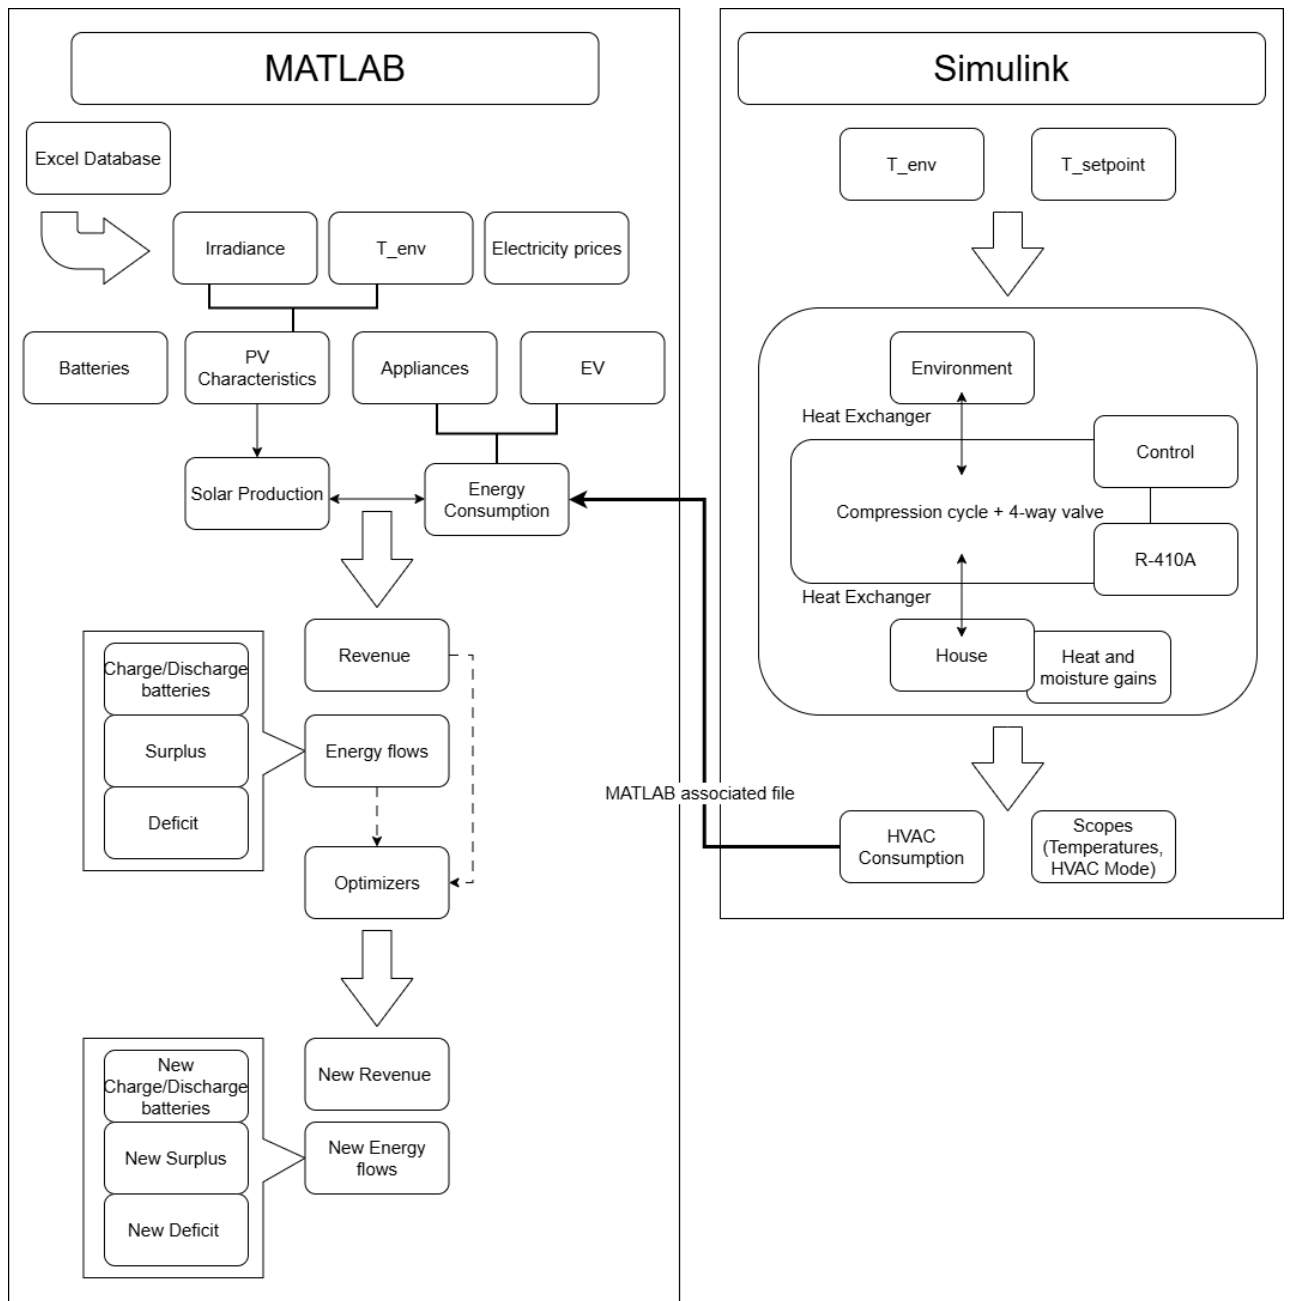 MATLAB
Excel Database
Irradiance
T_env
Electricity prices
Batteries
PV
Characteristics
Appliances
EV
Solar Production
Energy
Consumption
Revenue
Charge/Discharge
batteries
Surplus
Energy flows
Deficit
Optimizers
New Revenue
New
Charge/Discharge
batteries
New Surplus
New Energy
flows
New Deficit
MATLAB associated file
Simulink
T_env
T_setpoint
Environment
Heat Exchanger
Control
Compression cycle + 4-way valve
R-410A
Heat Exchanger
House
Heat and
moisture gains
HVAC
Consumption
Scopes
(Temperatures,
HVAC Mode)